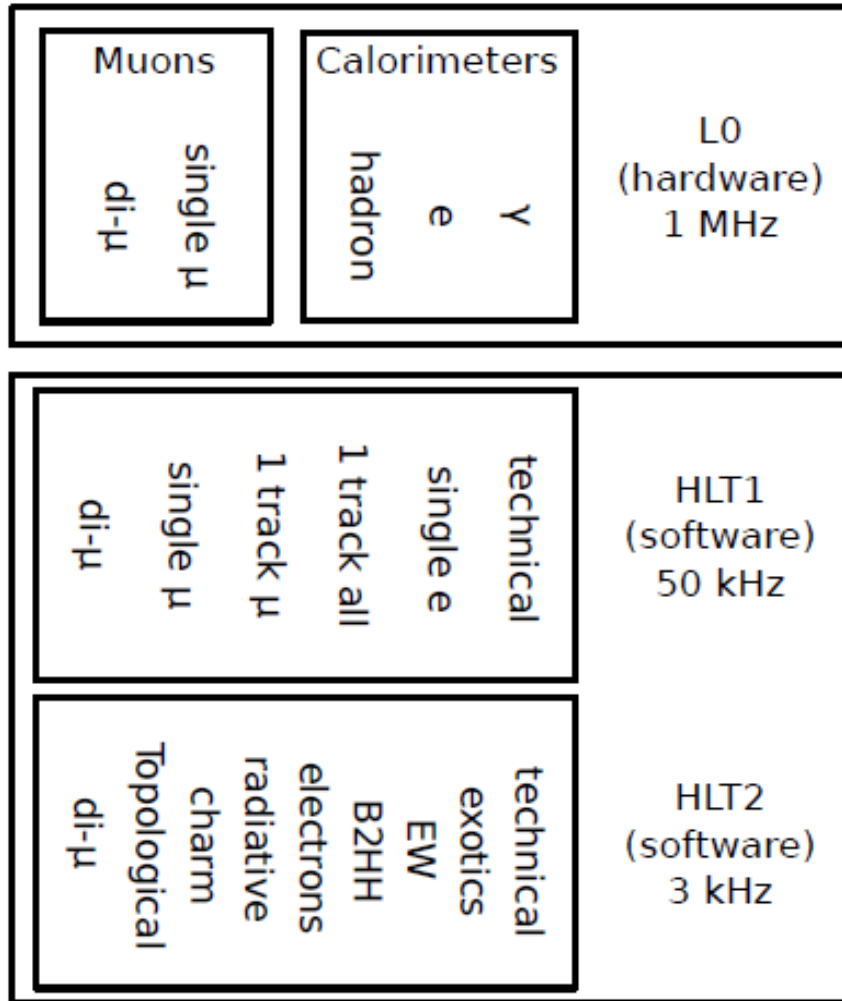 Muons
di-μ
single μ
Calorimeters
hadron
e
γ
L0
(hardware)
1 MHz
di-μ
single μ
1 track μ
1 track all
single e
technical
HLT1
(software)
50 kHz
di-μ
Topological
charm
radiative
electrons
B2HH
EW
exotics
technical
HLT2
(software)
3 kHz